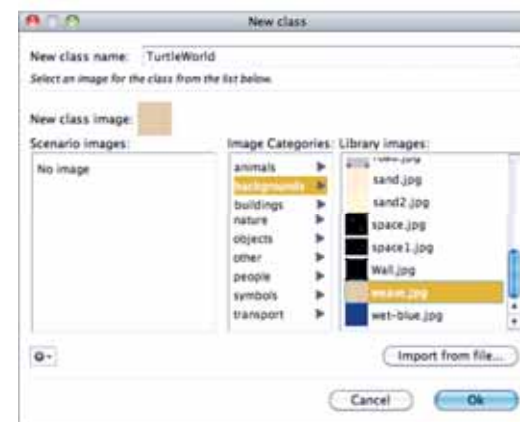 New class
New class name: TurtleWorld
Select an image for the class from the list below.
New class image:
Scenario images:
No image
Image Categories:
animals
backgrounds
buildings
nature
objects
other
people
symbols
transport
Library images:
road.jpg
sand.jpg
sand2.jpg
space.jpg
space1.jpg
Wall.jpg
weave.jpg
wet-blue.jpg
Import from file...
Cancel
Ok